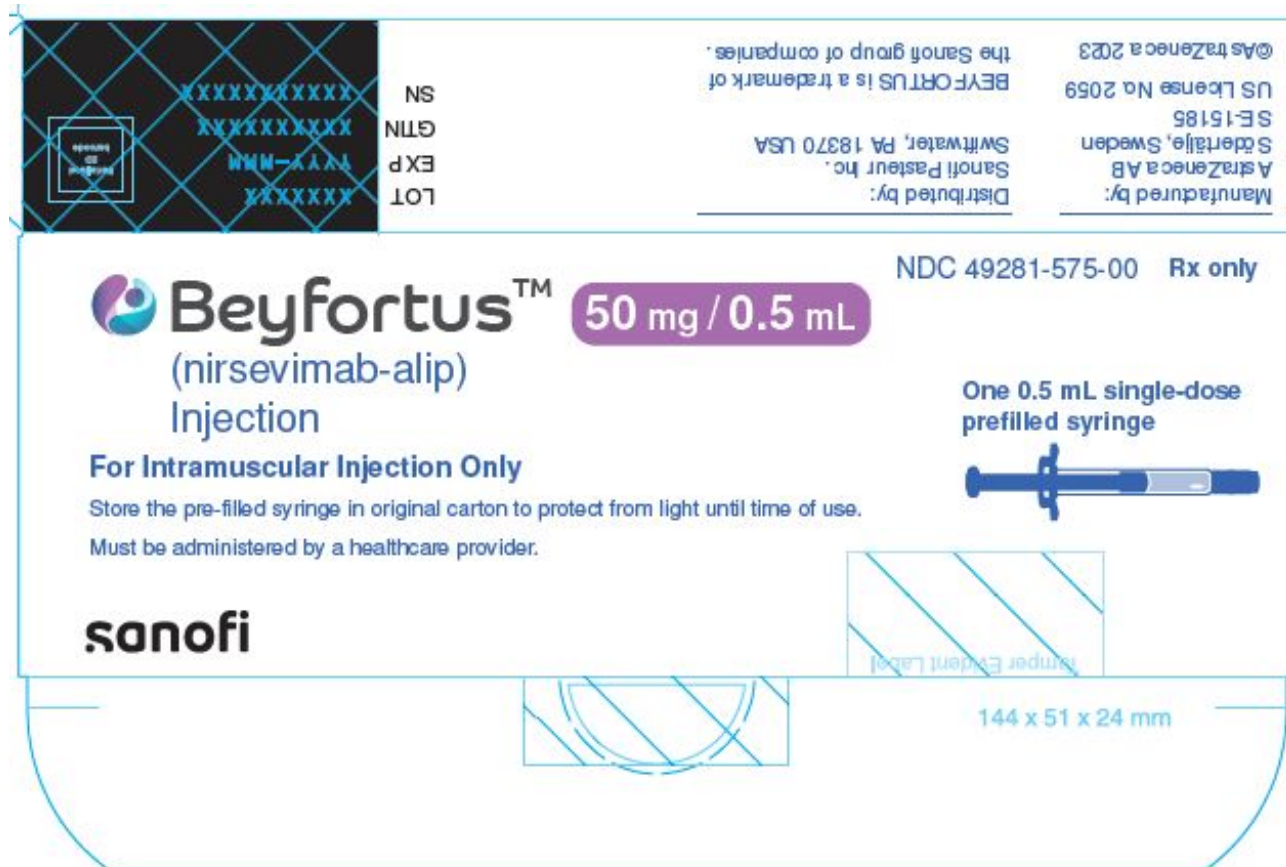 Manufactured by:
AstraZeneca AB
Södertälje, Sweden
SE-15185
US License No. 2059
©AstraZeneca 2023
Distributed by:
Sanofi Pasteur Inc.
Swiftwater, PA 18370 USA
BEYFORTUS is a trademark of
the Sanofi group of companies.
LOT XXXXXXX
EXP YYYY-MMM
GTIN XXXXXXXXXX
SN XXXXXXXXXXX
2D
barcode
NDC 49281-575-00 Rx only
Beyfortus™ 50 mg / 0.5 mL
(nirsevimab-alip)
Injection
One 0.5 mL single-dose
prefilled syringe
For Intramuscular Injection Only
Store the pre-filled syringe in original carton to protect from light until time of use.
Must be administered by a healthcare provider.
sanofi
Tamper Evident Label
144 x 51 x 24 mm